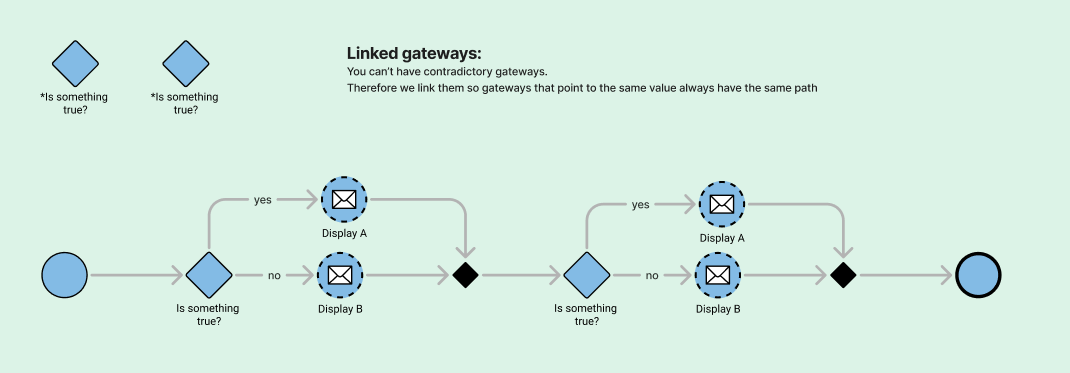 *Is something
true?
*Is something
true?
Linked gateways:
You can't have contradictory gateways.
Therefore we link them so gateways that point to the same value always have the same path
yes
Display A
no
Display B
Is something
true?
yes
Display A
no
Display B
Is something
true?